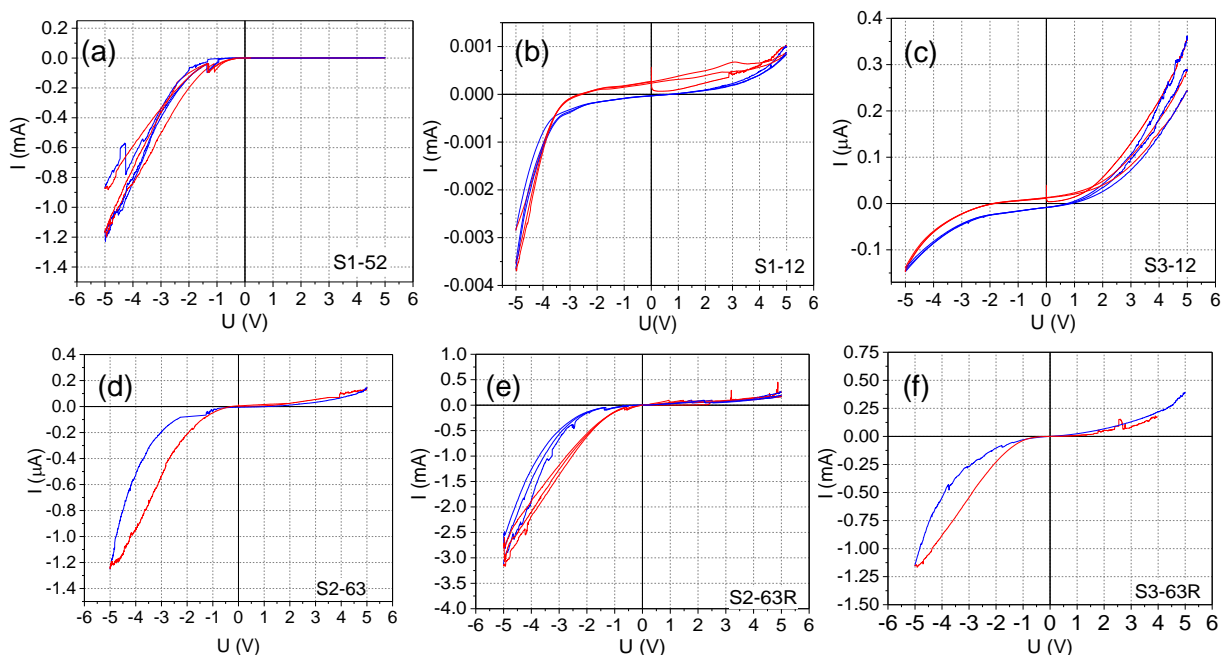 (a)
I (mA)
0.2
0.0
-0.2
-0.4
-0.6
-0.8
-1.0
-1.2
-1.4
S1-52
-6 -5 -4 -3 -2 -1 0 1 2 3 4 5 6
U (V)
(b)
I (mA)
0.001
0.000
-0.001
-0.002
-0.003
-0.004
S1-12
-5 -4 -3 -2 -1 0 1 2 3 4 5 6
U(V)
(c)
I (μA)
0.4
0.3
0.2
0.1
0.0
-0.1
S3-12
-5 -4 -3 -2 -1 0 1 2 3 4 5 6
U (V)
(d)
I (μA)
0.4
0.2
0.0
-0.2
-0.4
-0.6
-0.8
-1.0
-1.2
-1.4
S2-63
-6 -5 -4 -3 -2 -1 0 1 2 3 4 5 6
U (V)
(e)
I (mA)
1.0
0.5
0.0
-0.5
-1.0
-1.5
-2.0
-2.5
-3.0
-3.5
-4.0
S2-63R
-6 -5 -4 -3 -2 -1 0 1 2 3 4 5 6
U (V)
(f)
I (mA)
0.75
0.50
0.25
0.00
-0.25
-0.50
-0.75
-1.00
-1.25
-1.50
S3-63R
-6 -5 -4 -3 -2 -1 0 1 2 3 4 5 6
U (V)